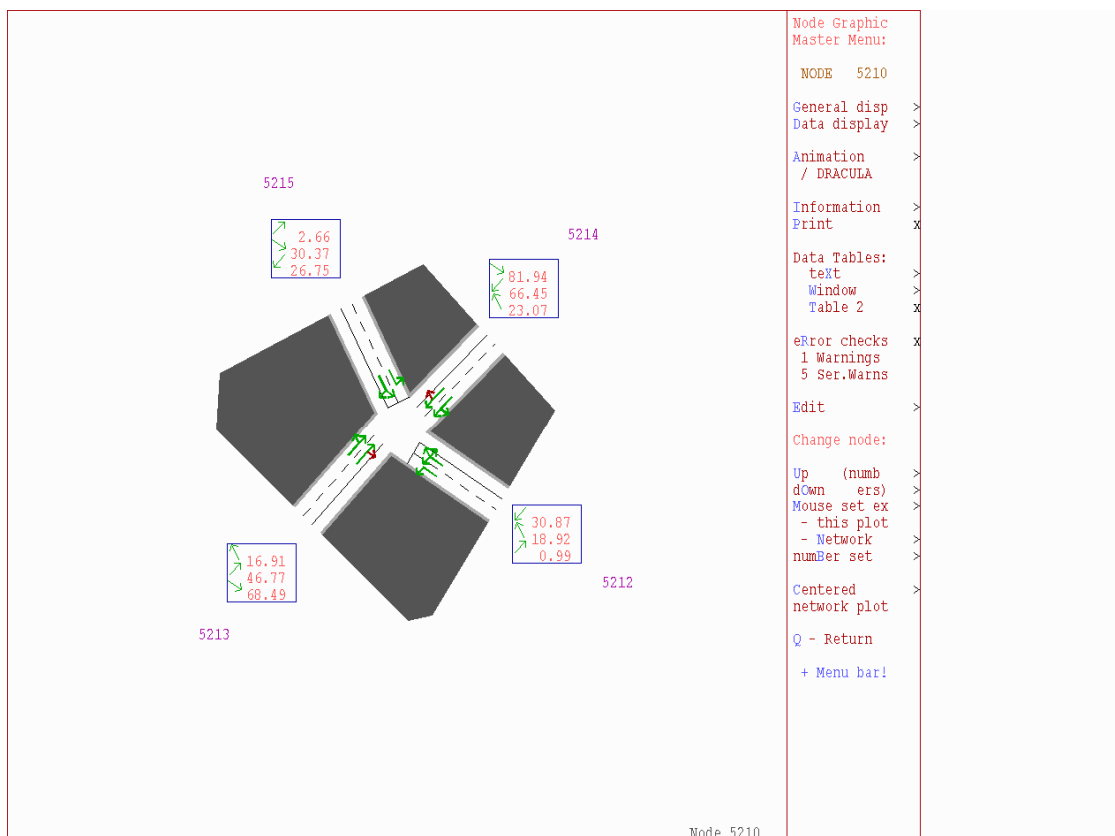 5215
2.66
30.37
26.75
5214
81.94
66.45
23.07
30.87
18.92
0.99
5212
16.91
46.77
68.49
5213
Node 5210
Node Graphic
Master Menu:
NODE 5210
General disp >
Data display >
Animation >
/ DRACULA
Information >
Print x
Data Tables:
teXt >
Window >
Table 2 x
eRror checks x
1 Warnings
5 Ser.Warns
Edit >
Change node:
Up (numb >
dOwn ers) >
Mouse set ex >
- this plot
- Network >
numBer set >
Centered >
network plot
Q - Return
+ Menu bar!